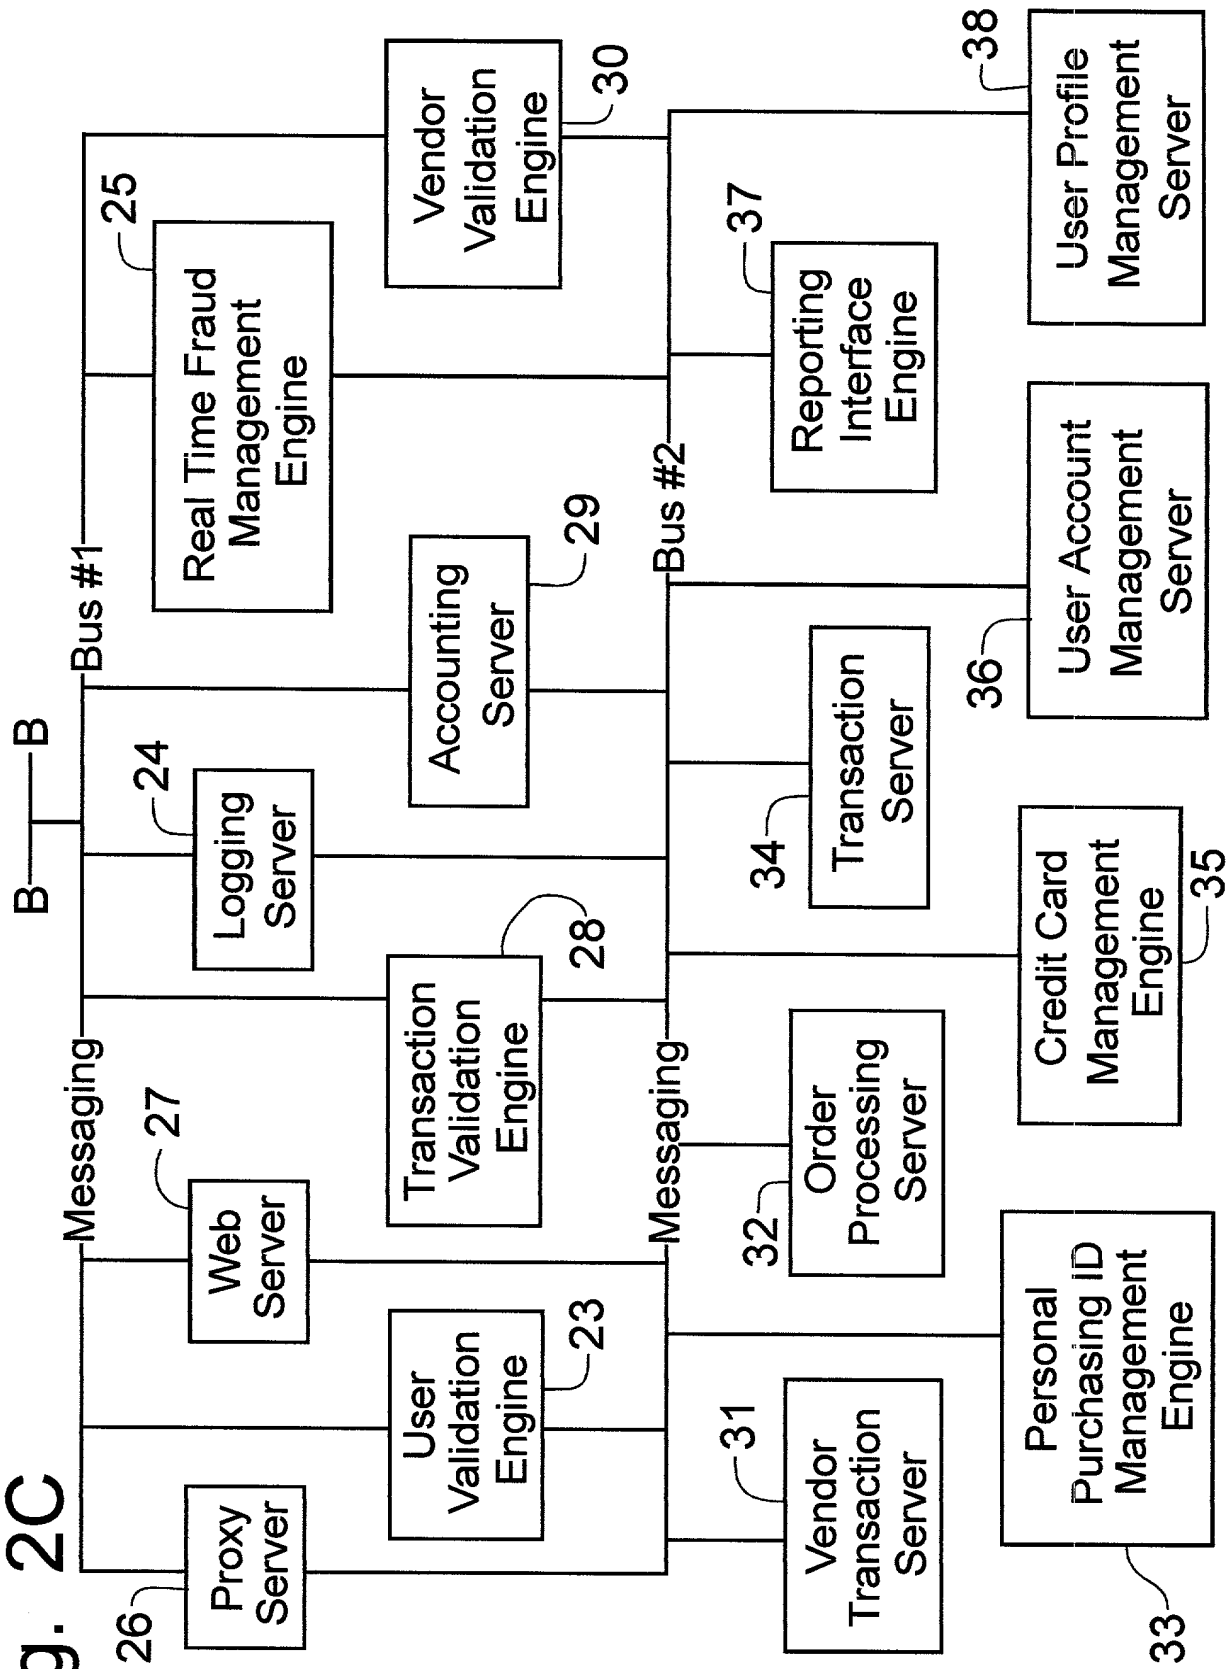 g. 2C
B
B
Messaging
Bus #1
26
Proxy
Server
27
Web
Server
24
Logging
Server
25
Real Time Fraud
Management
Engine
User
Validation
Engine
23
Transaction
Validation
Engine
28
Accounting
Server
29
Vendor
Validation
Engine
30
Messaging
Bus #2
31
Vendor
Transaction
Server
32
Order
Processing
Server
34
Transaction
Server
37
Reporting
Interface
Engine
33
Personal
Purchasing ID
Management
Engine
Credit Card
Management
Engine
35
36
User Account
Management
Server
38
User Profile
Management
Server